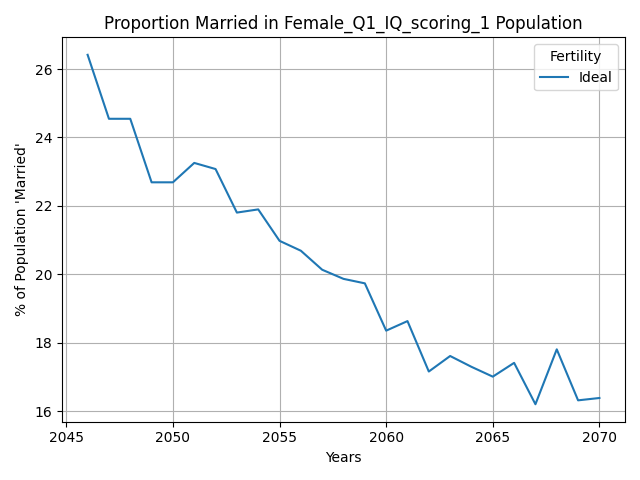 Proportion Married in Female_Q1_IQ_scoring_1 Population
Fertility
Ideal
% of Population 'Married'
26
24
22
20
18
16
2045
2050
2055
2060
2065
2070
Years